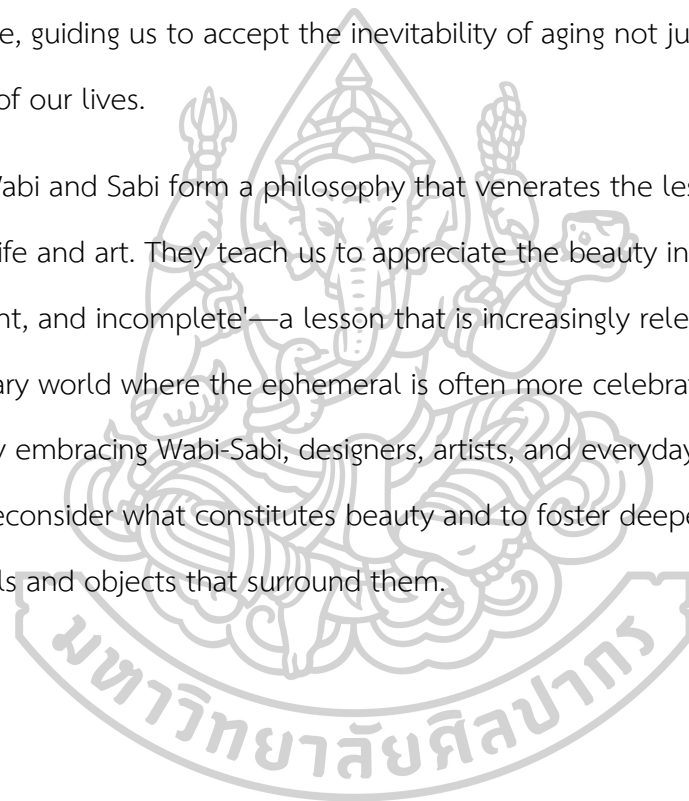 e, guiding us to accept the inevitability of aging not ju
of our lives.
Wabi and Sabi form a philosophy that venerates the les
ife and art. They teach us to appreciate the beauty in
nt, and incomplete'—a lesson that is increasingly rele
ary world where the ephemeral is often more celebra
y embracing Wabi-Sabi, designers, artists, and everyday
econsider what constitutes beauty and to foster deepe
ls and objects that surround them.
มหาวิทยาลัยศิลปากร